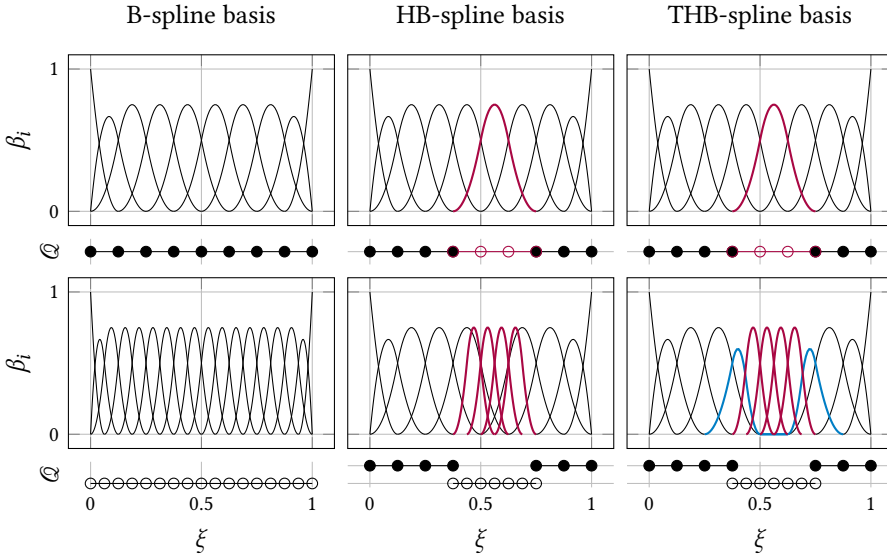 B-spline basis HB-spline basis THB-spline basis
1
βi
0
Q
1
βi
0
Q
0 0.5 1 0 0.5 1 0 0.5 1
ξ ξ ξ